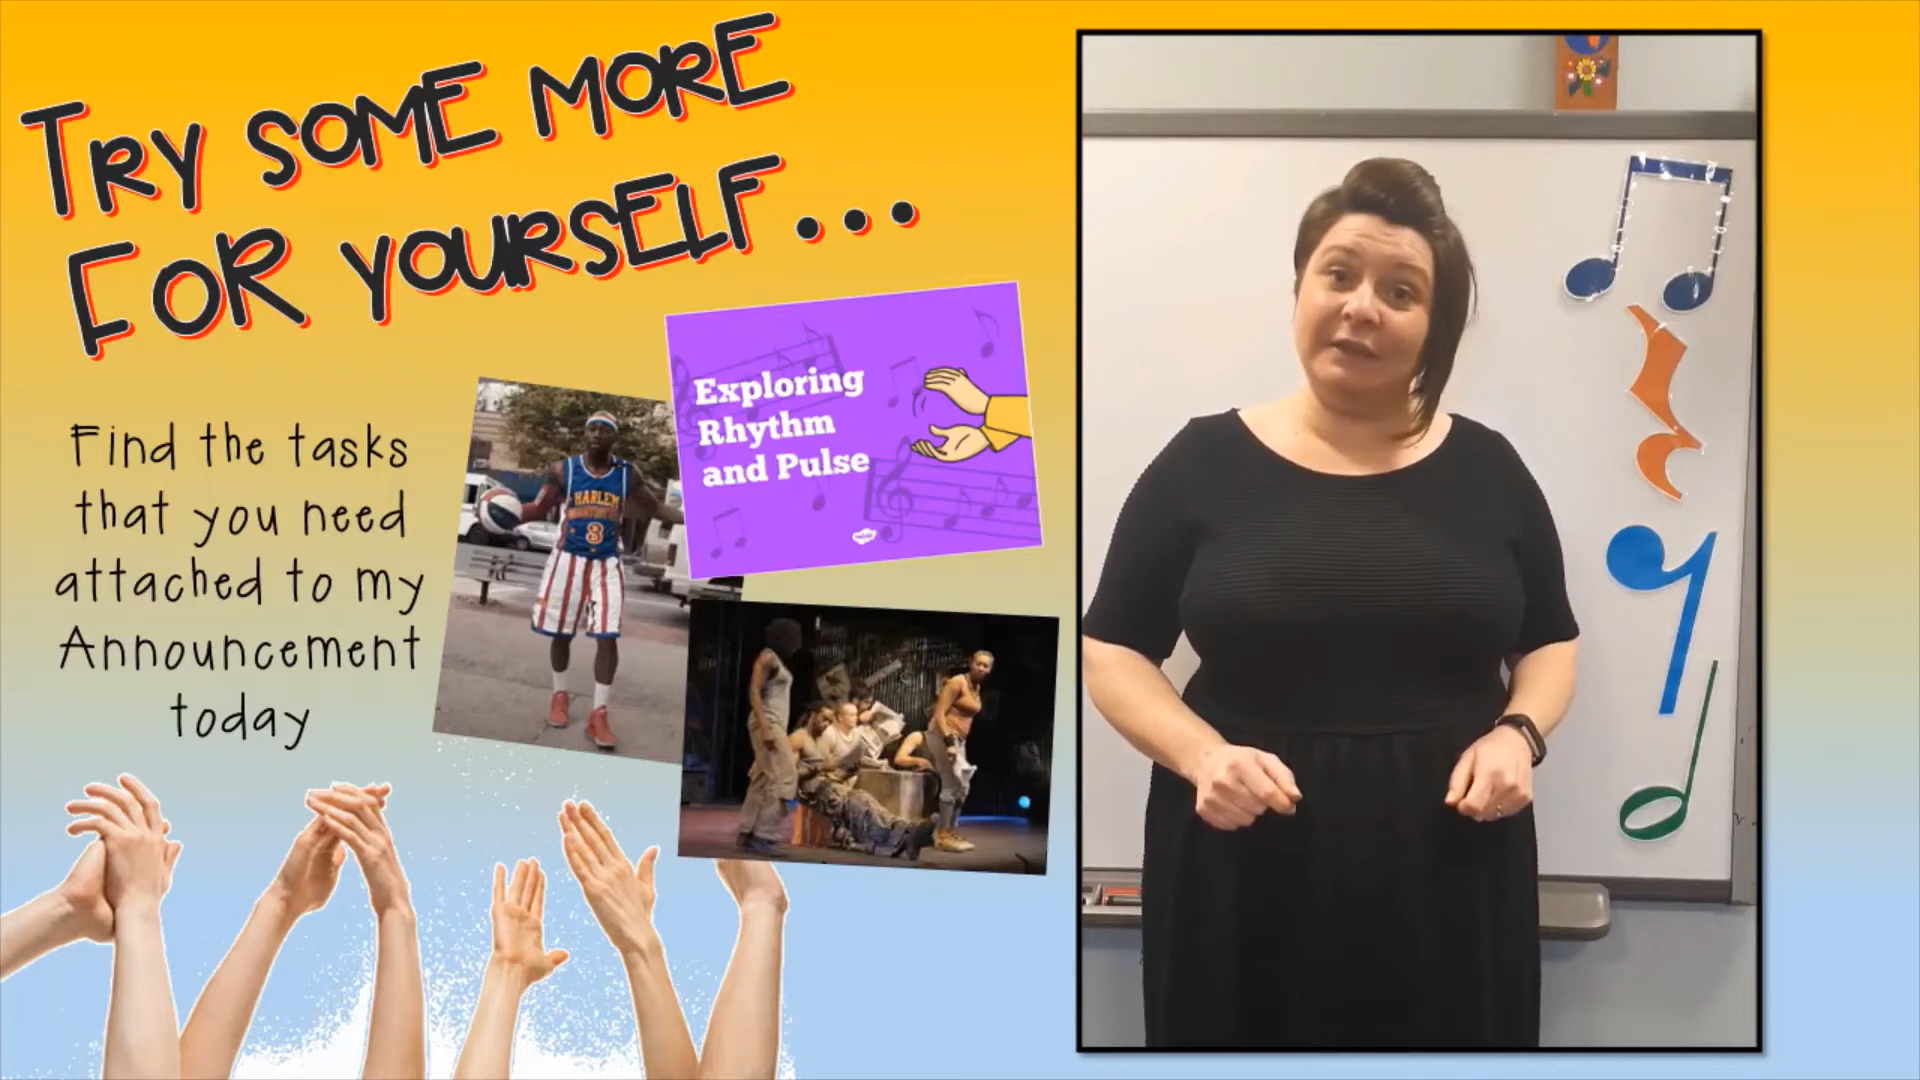 Try some more
for yourself...
Find the tasks
that you need
attached to my
Announcement
today
Exploring
Rhythm
and Pulse
HARLEM
8